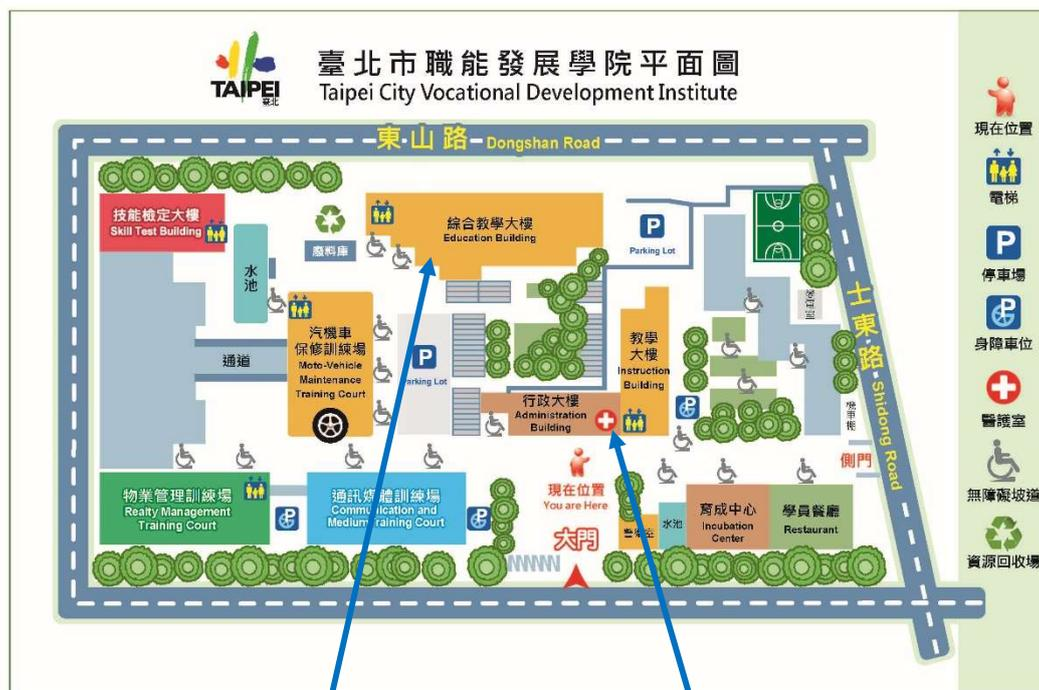 TAIPEI
臺北
臺北市職能發展學院平面圖
Taipei City Vocational Development Institute
東山路 Dongshan Road
技能檢定大樓
Skill Test Building
水池
廢料庫
綜合教學大樓
Education Building
P
Parking Lot
士東路 Shidong Road
汽機車
保修訓練場
Moto-Vehicle
Maintenance
Training Court
通道
P
Parking Lot
教學
大樓
Instruction
Building
行政大樓
Administration
Building
P
機車棚
側門
物業管理訓練場
Realty Management
Training Court
P
通訊媒體訓練場
Communication and
Medium Training Court
P
現在位置
You are Here
大門
警衛室
水池
育成中心
Incubation
Center
學員餐廳
Restaurant
現在位置
電梯
P
停車場
P
身障車位
醫護室
無障礙坡道
資源回收場